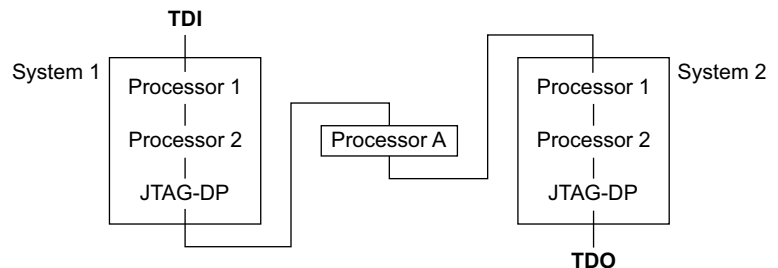 TDI
System 1
Processor 1
Processor 2
JTAG-DP
Processor A
System 2
Processor 1
Processor 2
JTAG-DP
TDO